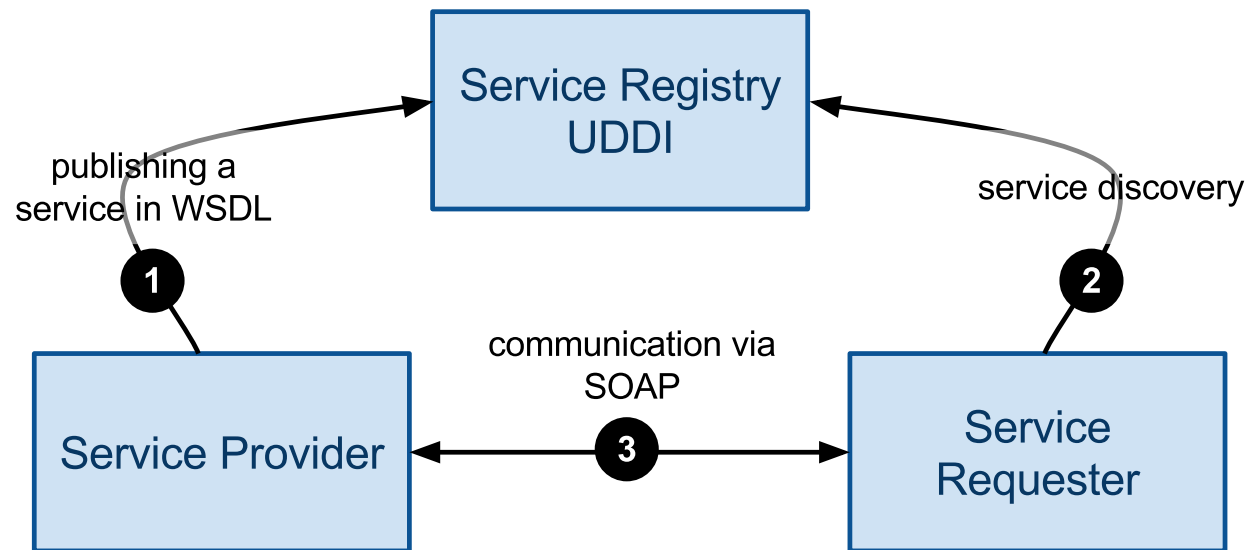 Service Registry
UDDI
publishing a
service in WSDL
service discovery
1
2
communication via
SOAP
3
Service Provider
Service
Requester